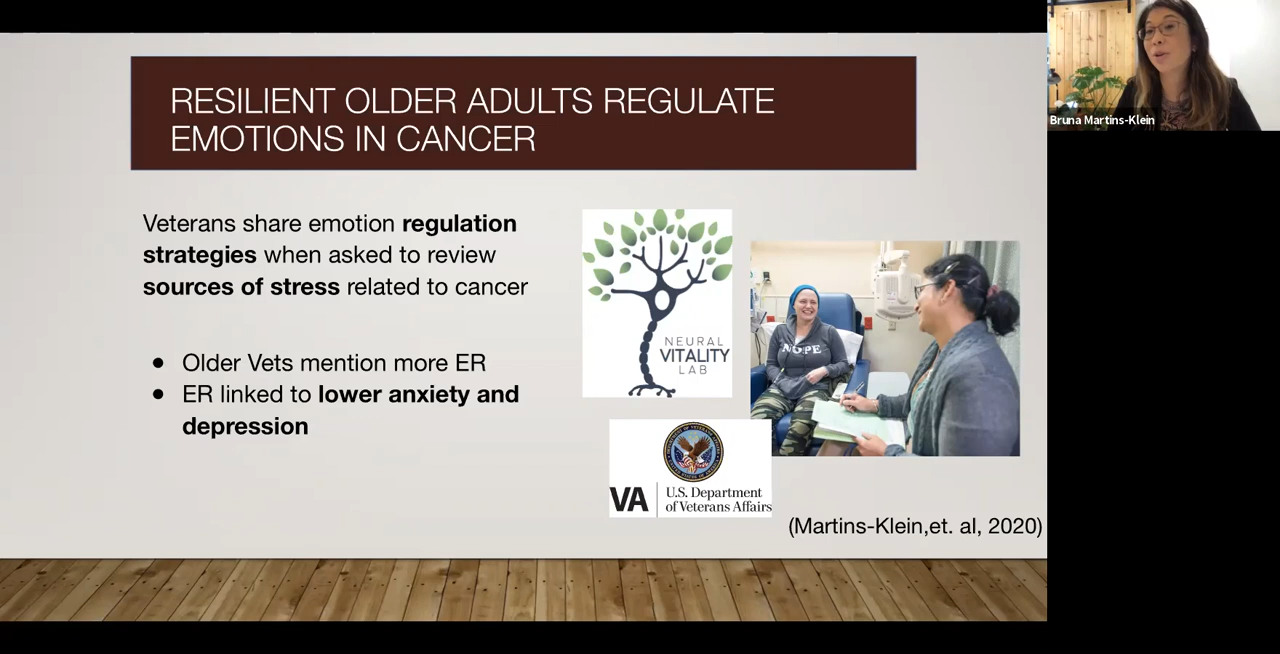 RESILIENT OLDER ADULTS REGULATE
EMOTIONS IN CANCER
Bruna Martins-Klein
Veterans share emotion regulation
strategies when asked to review
sources of stress related to cancer
● Older Vets mention more ER
● ER linked to lower anxiety and
depression
NEURAL
VITALITY
LAB
NOPE
VA
U.S. Department
of Veterans Affairs
(Martins-Klein,et. al, 2020)